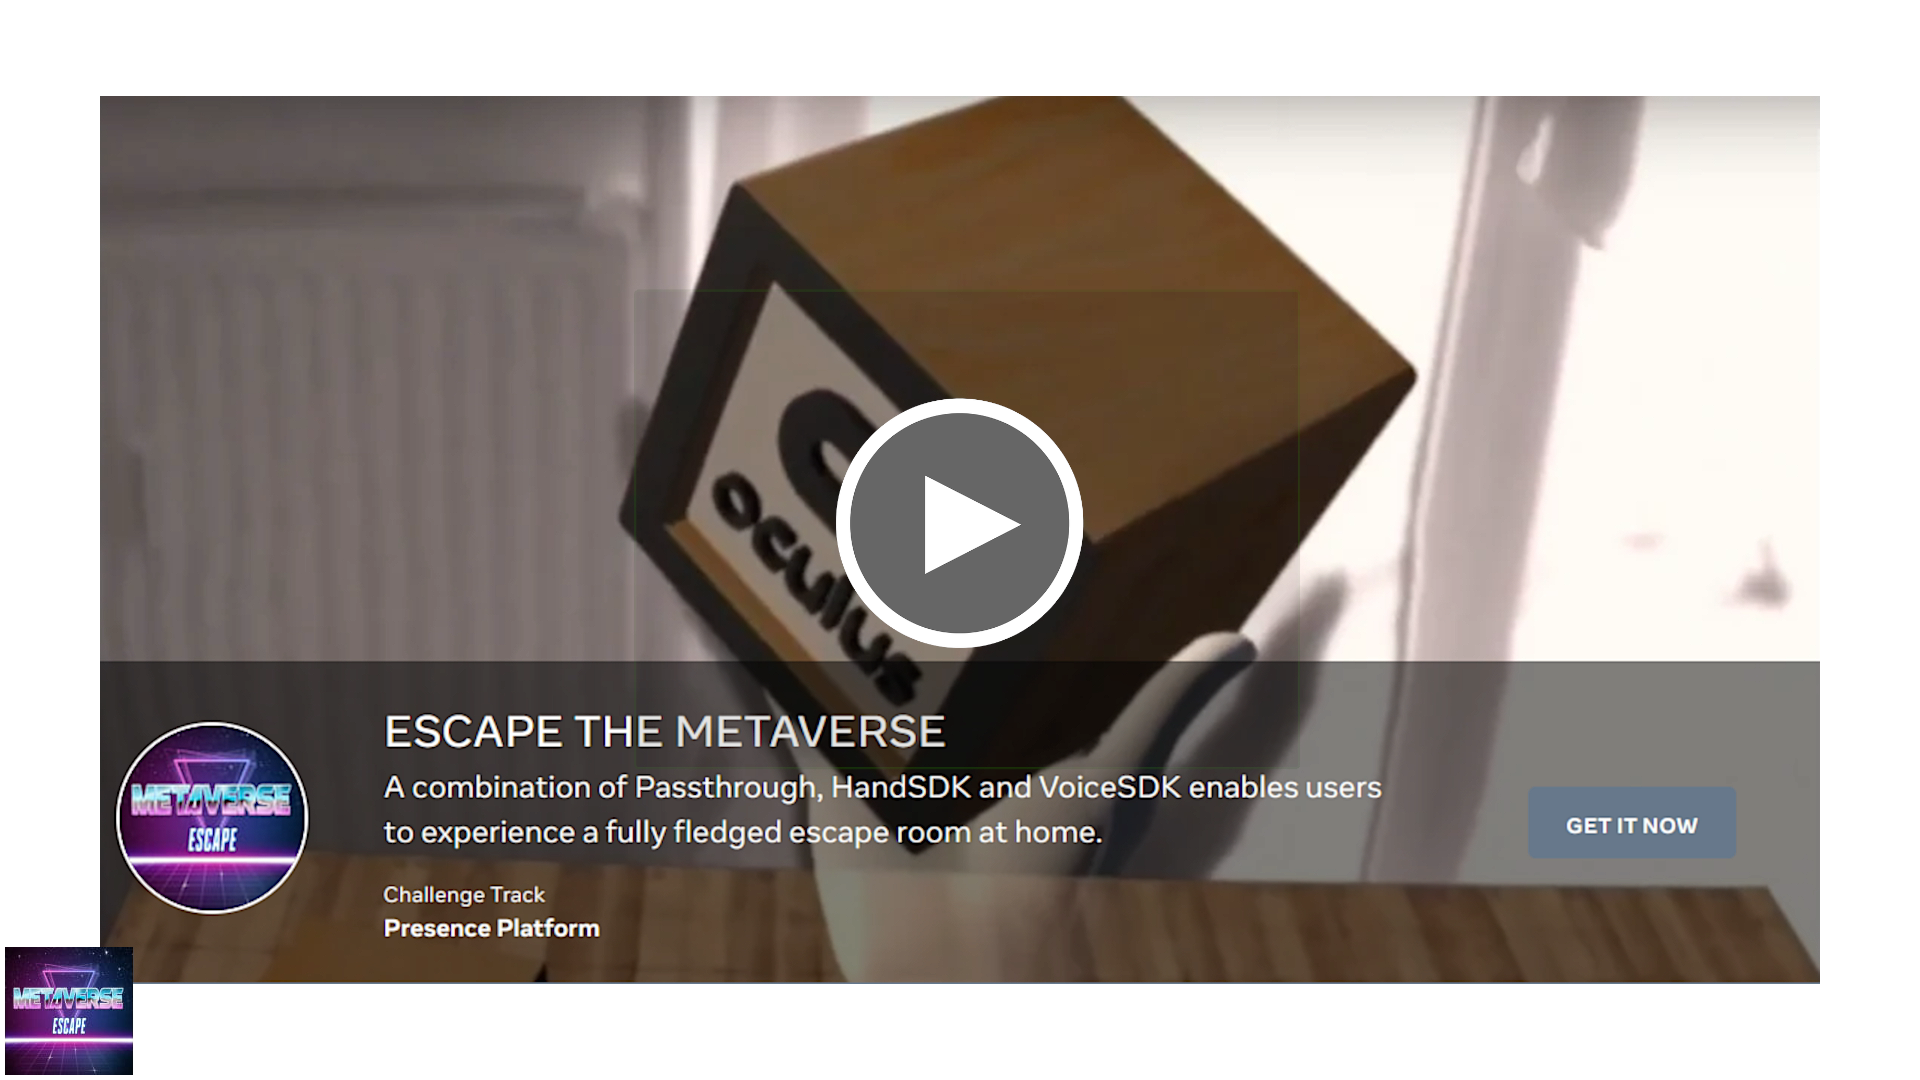 oculus
ESCAPE THE METAVERSE
A combination of Passthrough, HandSDK and VoiceSDK enables users
to experience a fully fledged escape room at home.
Challenge Track
Presence Platform
GET IT NOW
METAVERSE
ESCAPE
METAVERSE
ESCAPE